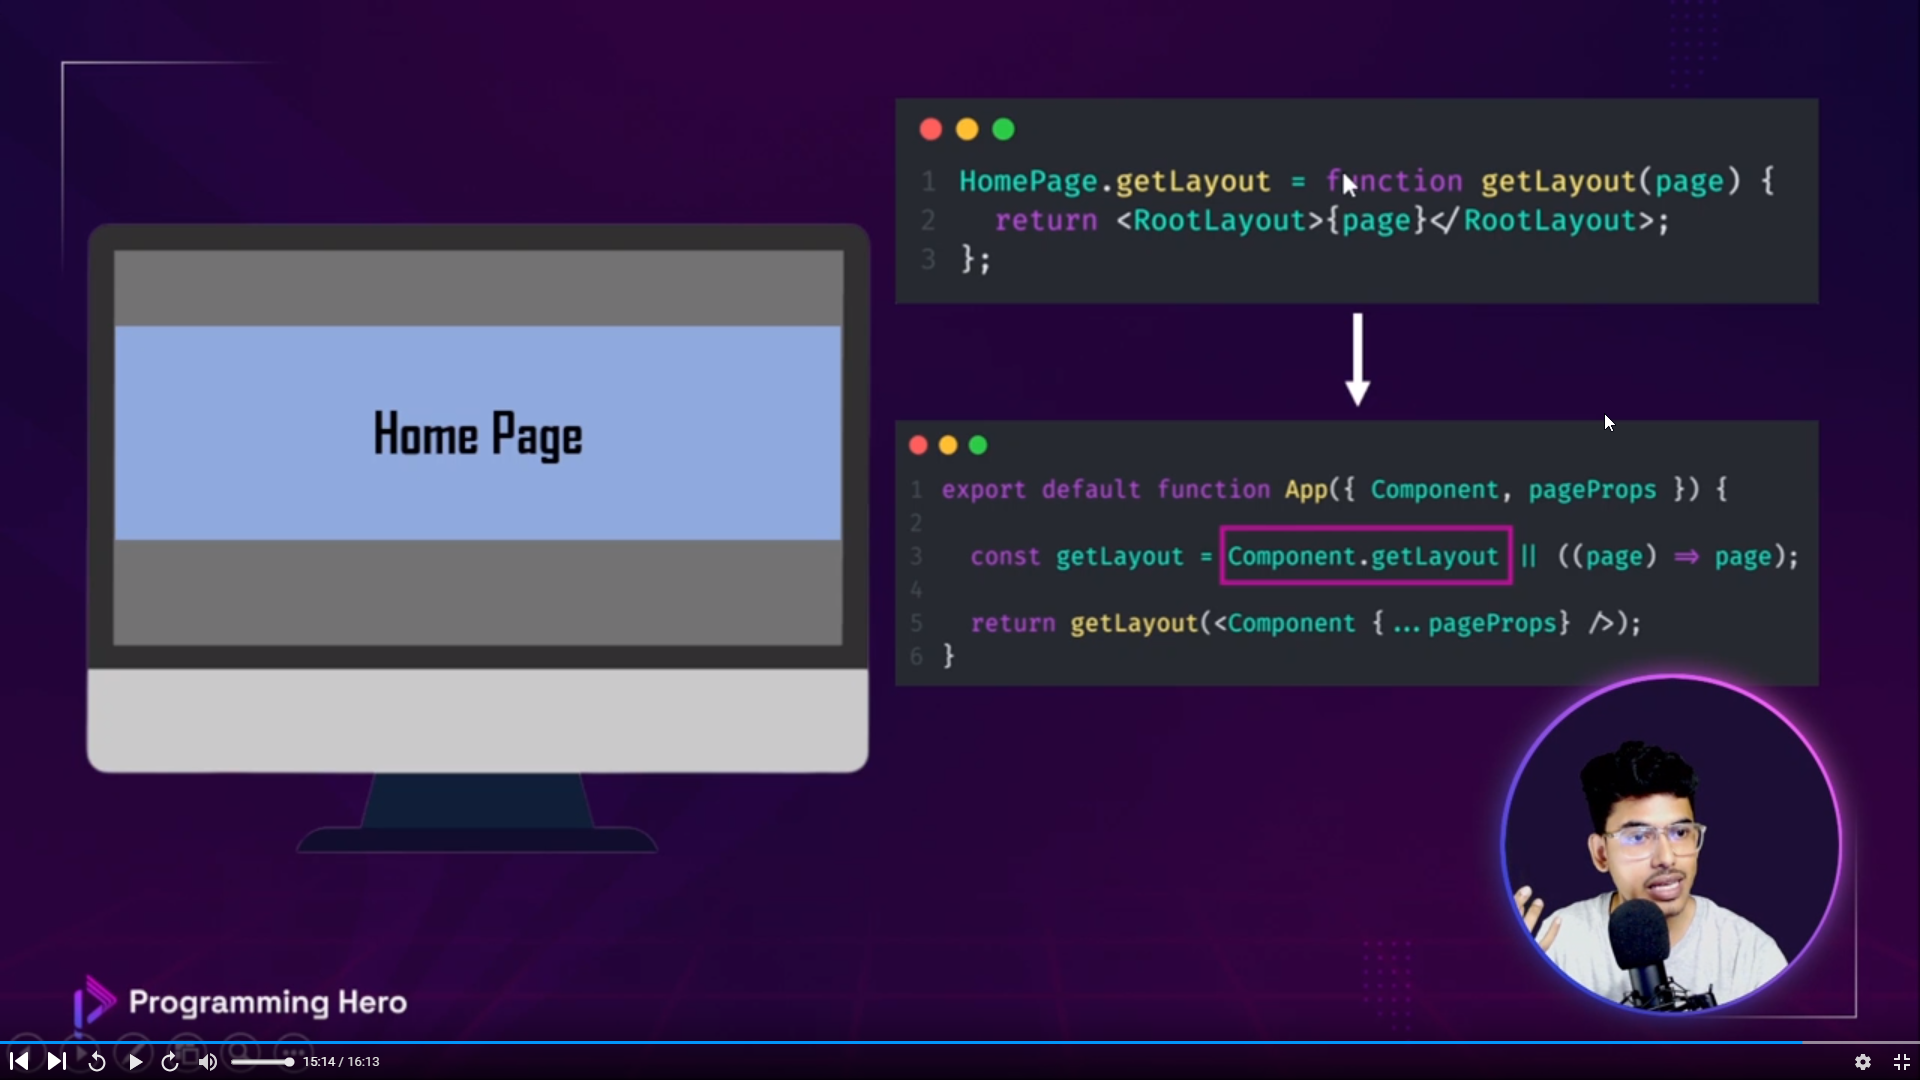 1 HomePage.getLayout = function getLayout(page) {
2 return <RootLayout>{page}</RootLayout>;
3 };
Home Page
1 export default function App({ Component, pageProps }) {
2
3 const getLayout = Component.getLayout || ((page) => page);
4
5 return getLayout(<Component {...pageProps} />);
6 }
Programming Hero
15:14 / 16:13